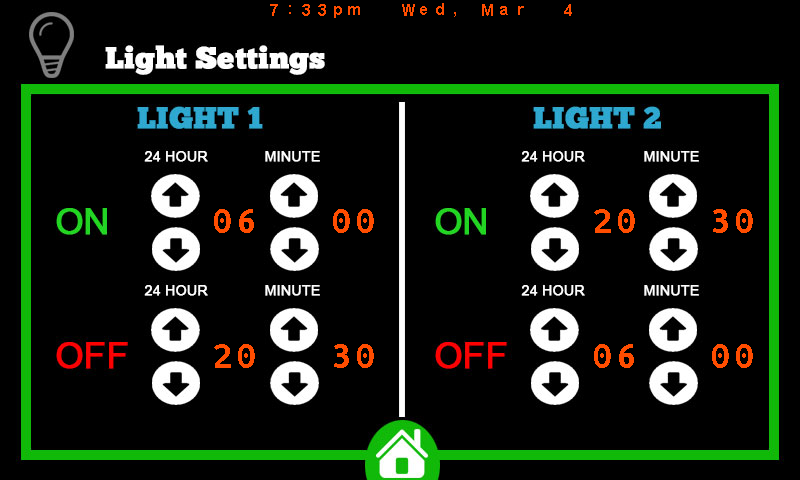 7:33pm Wed, Mar 4
Light Settings
LIGHT 1
24 HOUR MINUTE
ON 06 00
24 HOUR MINUTE
OFF 20 30
LIGHT 2
24 HOUR MINUTE
ON 20 30
24 HOUR MINUTE
OFF 06 00